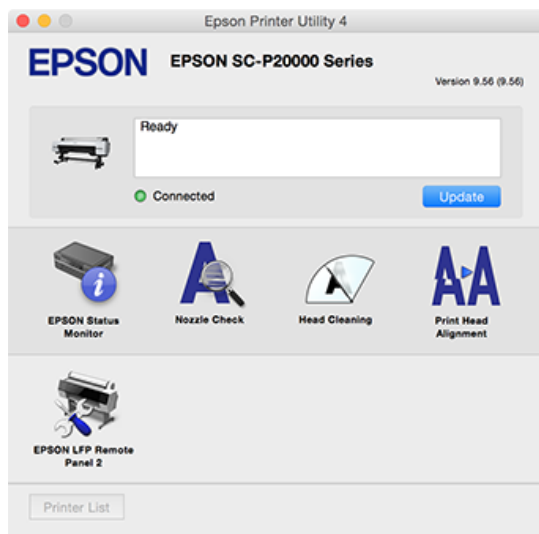 Epson Printer Utility 4
EPSON
EPSON SC-P20000 Series
Version 9.56 (9.56)
Ready
Connected
Update
EPSON Status
Monitor
Nozzle Check
Head Cleaning
Print Head
Alignment
EPSON LFP Remote
Panel 2
Printer List